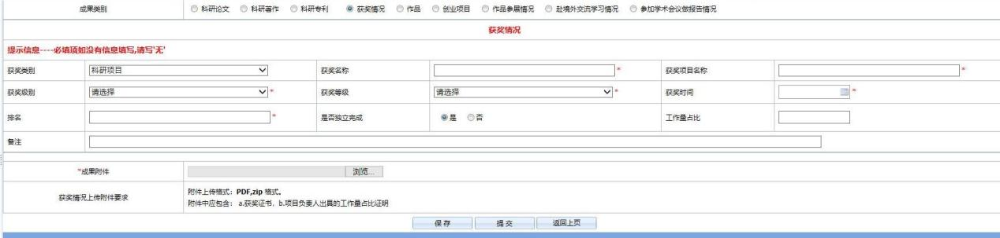 成果类别 科研论文 科研著作 科研专利 获奖情况 作品 创业项目 作品参展情况 赴境外交流学习情况 参加学术会议做报告情况
获奖情况
提示信息----必填项如没有信息填写,请写'无'
获奖类别 科研项目 获奖名称 * 获奖项目名称 *
获奖级别 请选择 * 获奖等级 请选择 * 获奖时间 *
排名 * 是否独立完成 是 否 工作量占比
备注
*成果附件 浏览...
获奖情况上传附件要求 附件上传格式：PDF,zip 格式。
附件中应包含： a.获奖证书、b.项目负责人出具的工作量占比证明
保存 提交 返回上页